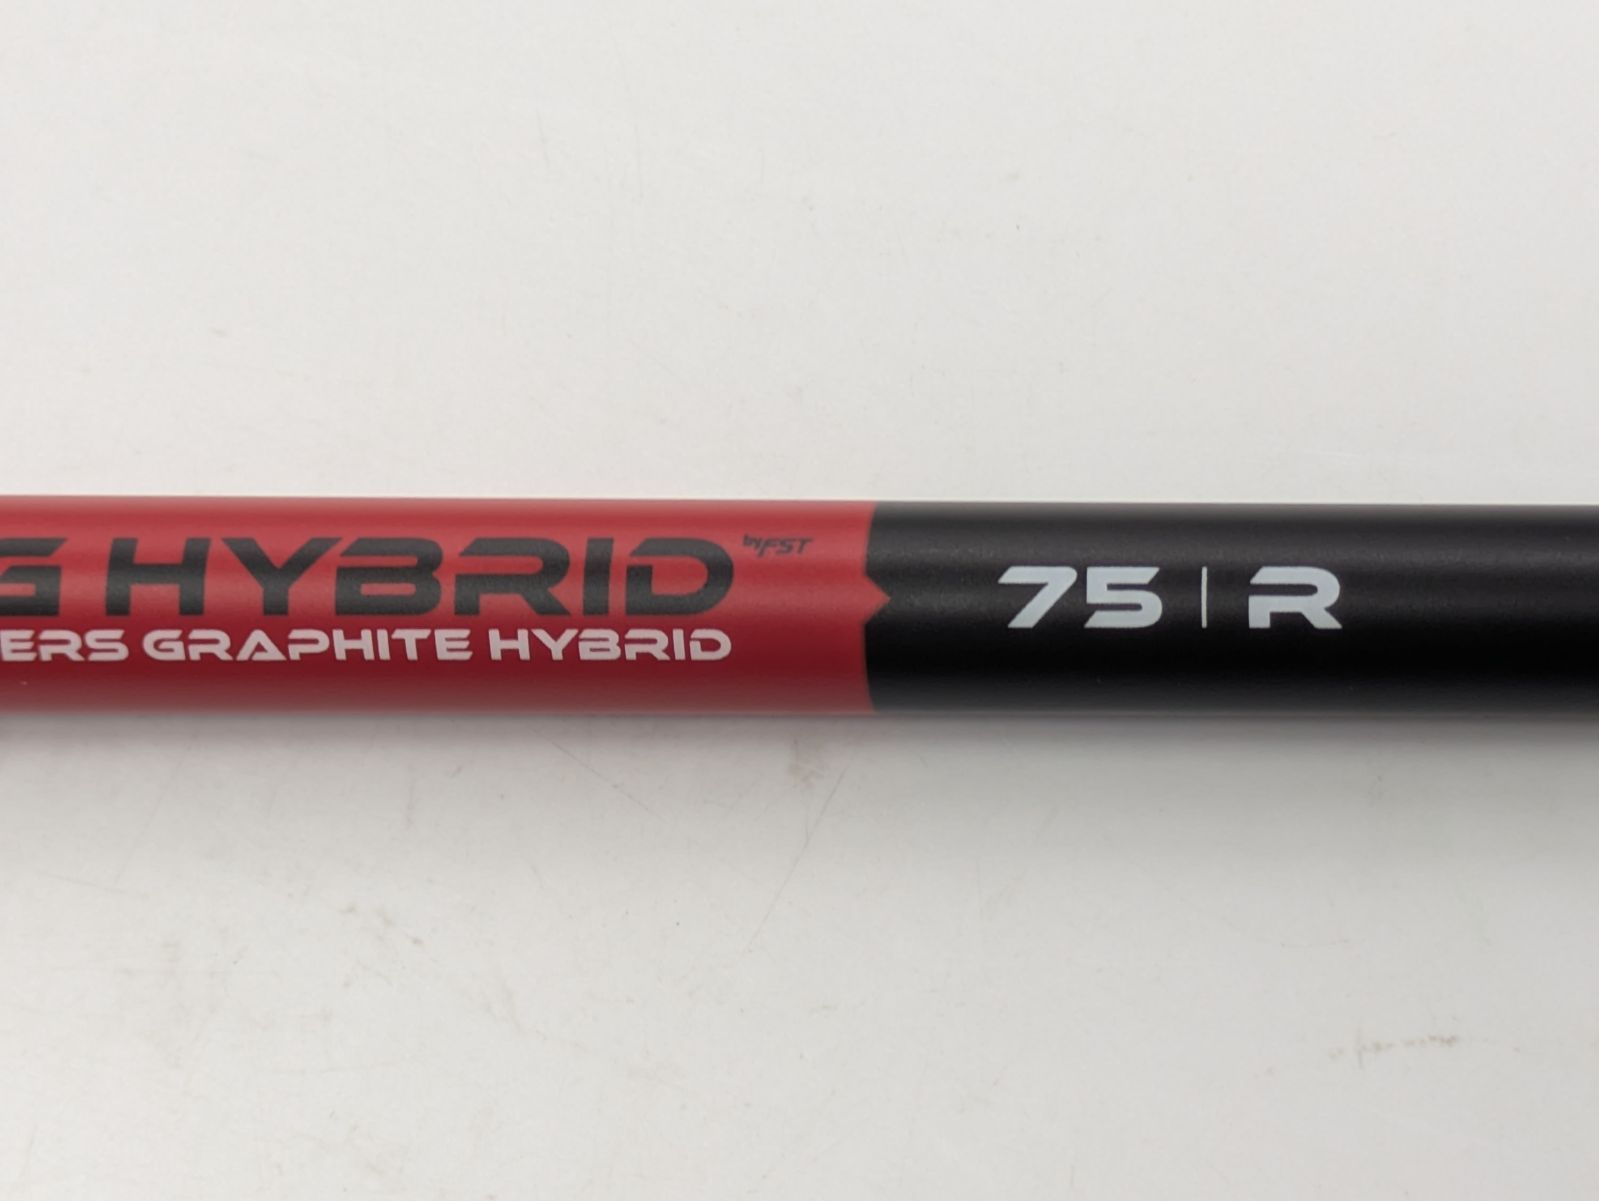 G HYBRID by FST
ERS GRAPHITE HYBRID
75 | R